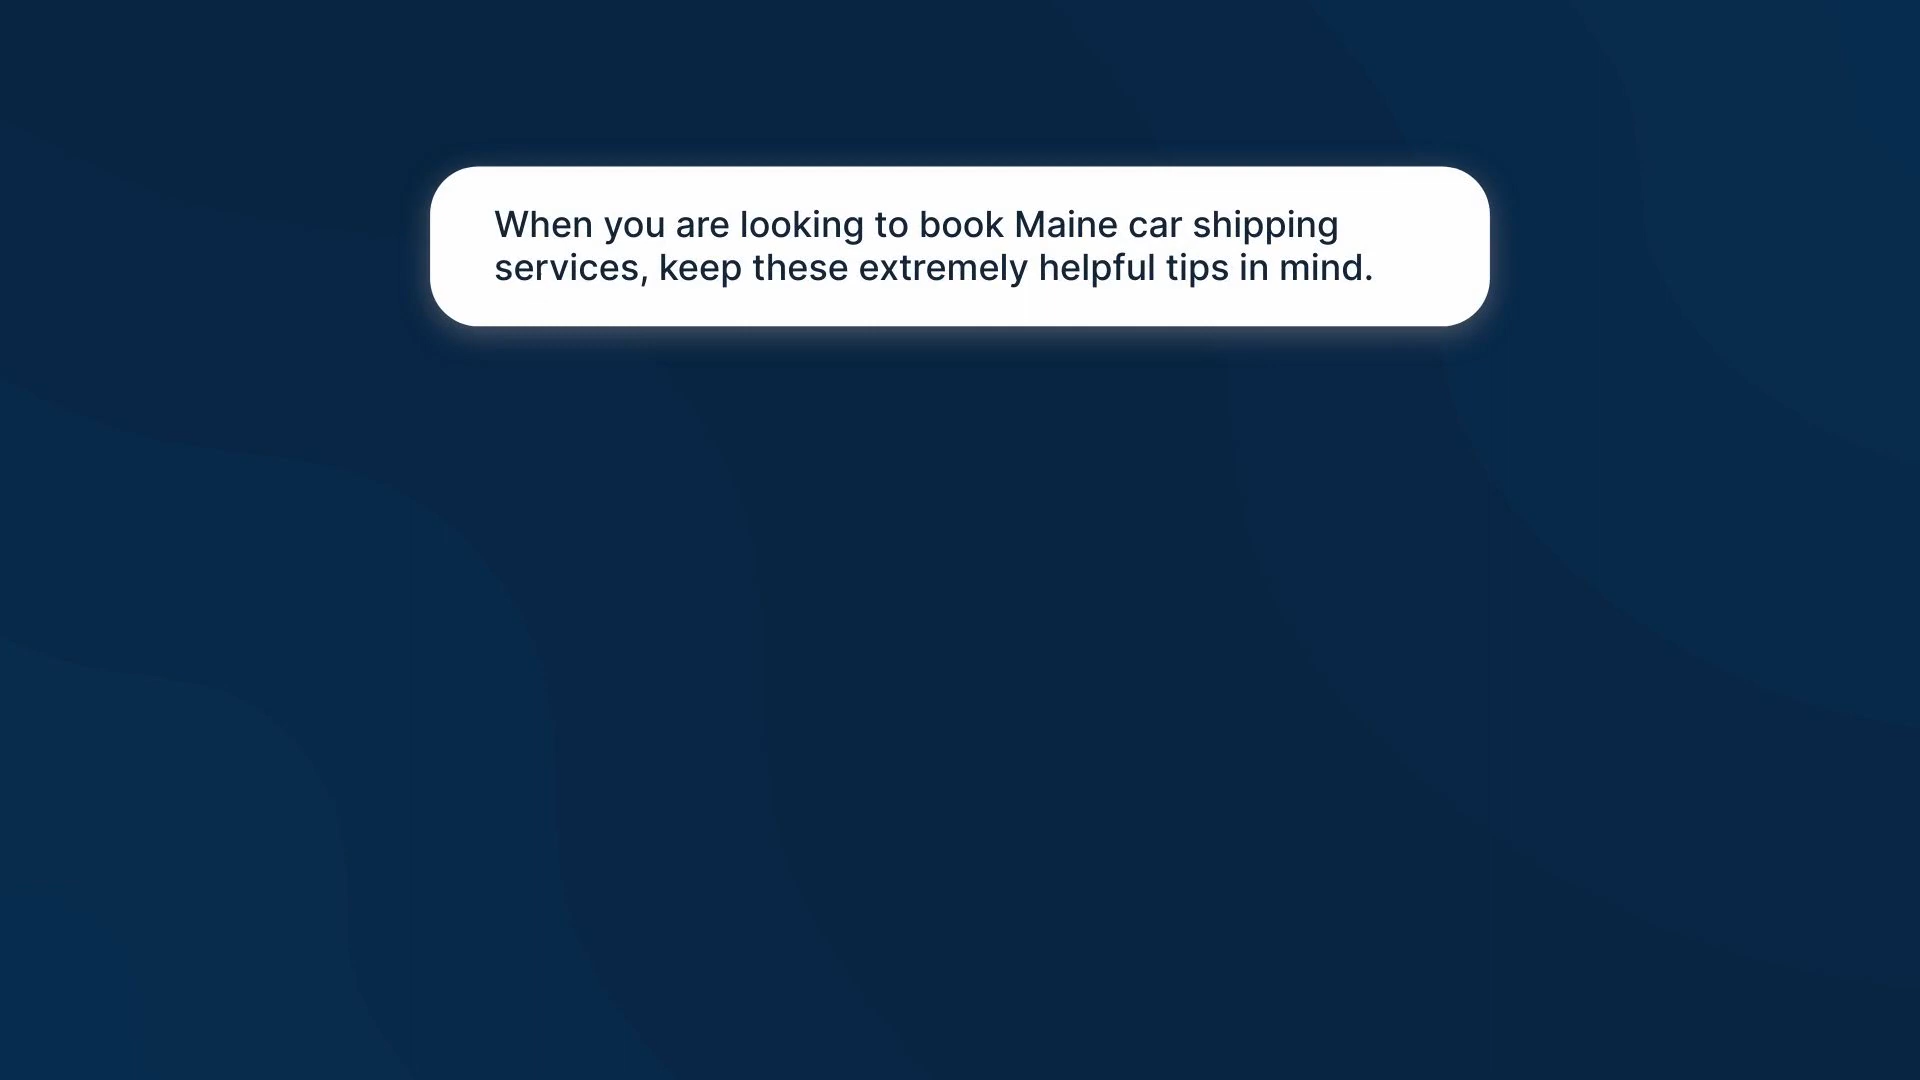 When you are looking to book Maine car shipping
services, keep these extremely helpful tips in mind.